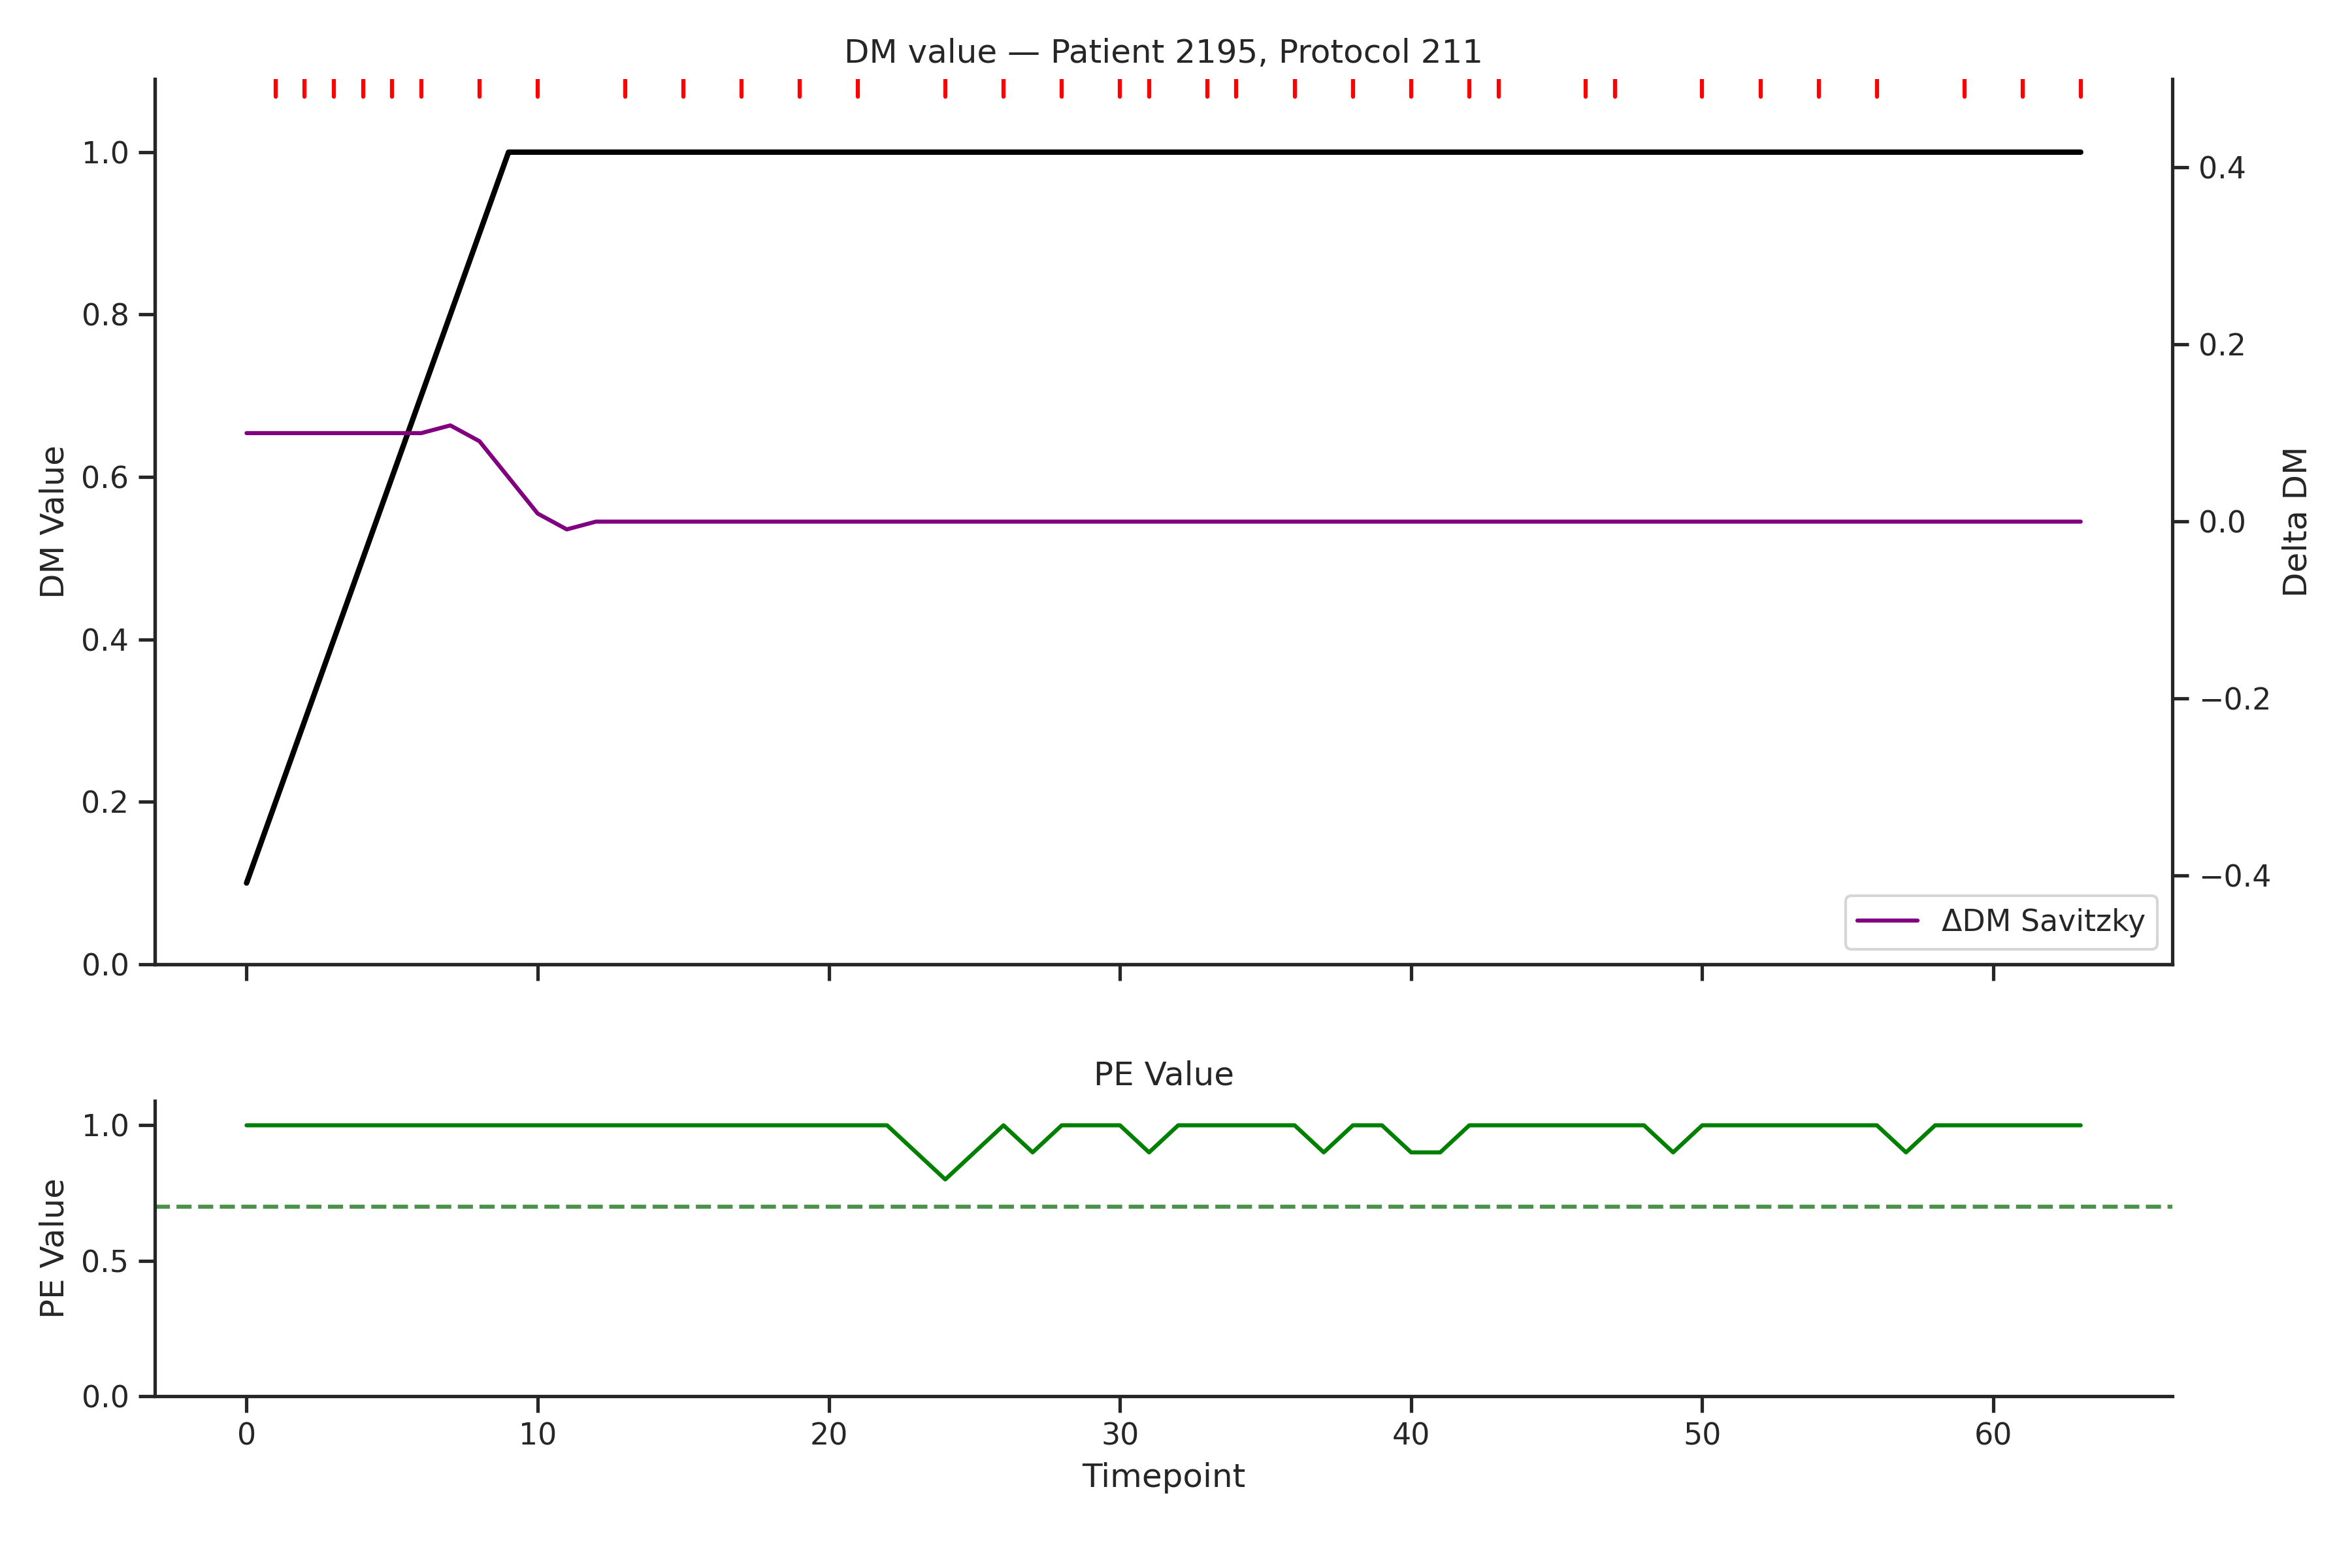 DM value — Patient 2195, Protocol 211
DM Value
1.0
0.8
0.6
0.4
0.2
0.0
0.4
0.2
0.0
−0.2
−0.4
Delta DM
ΔDM Savitzky
PE Value
PE Value
1.0
0.5
0.0
0 10 20 30 40 50 60
Timepoint